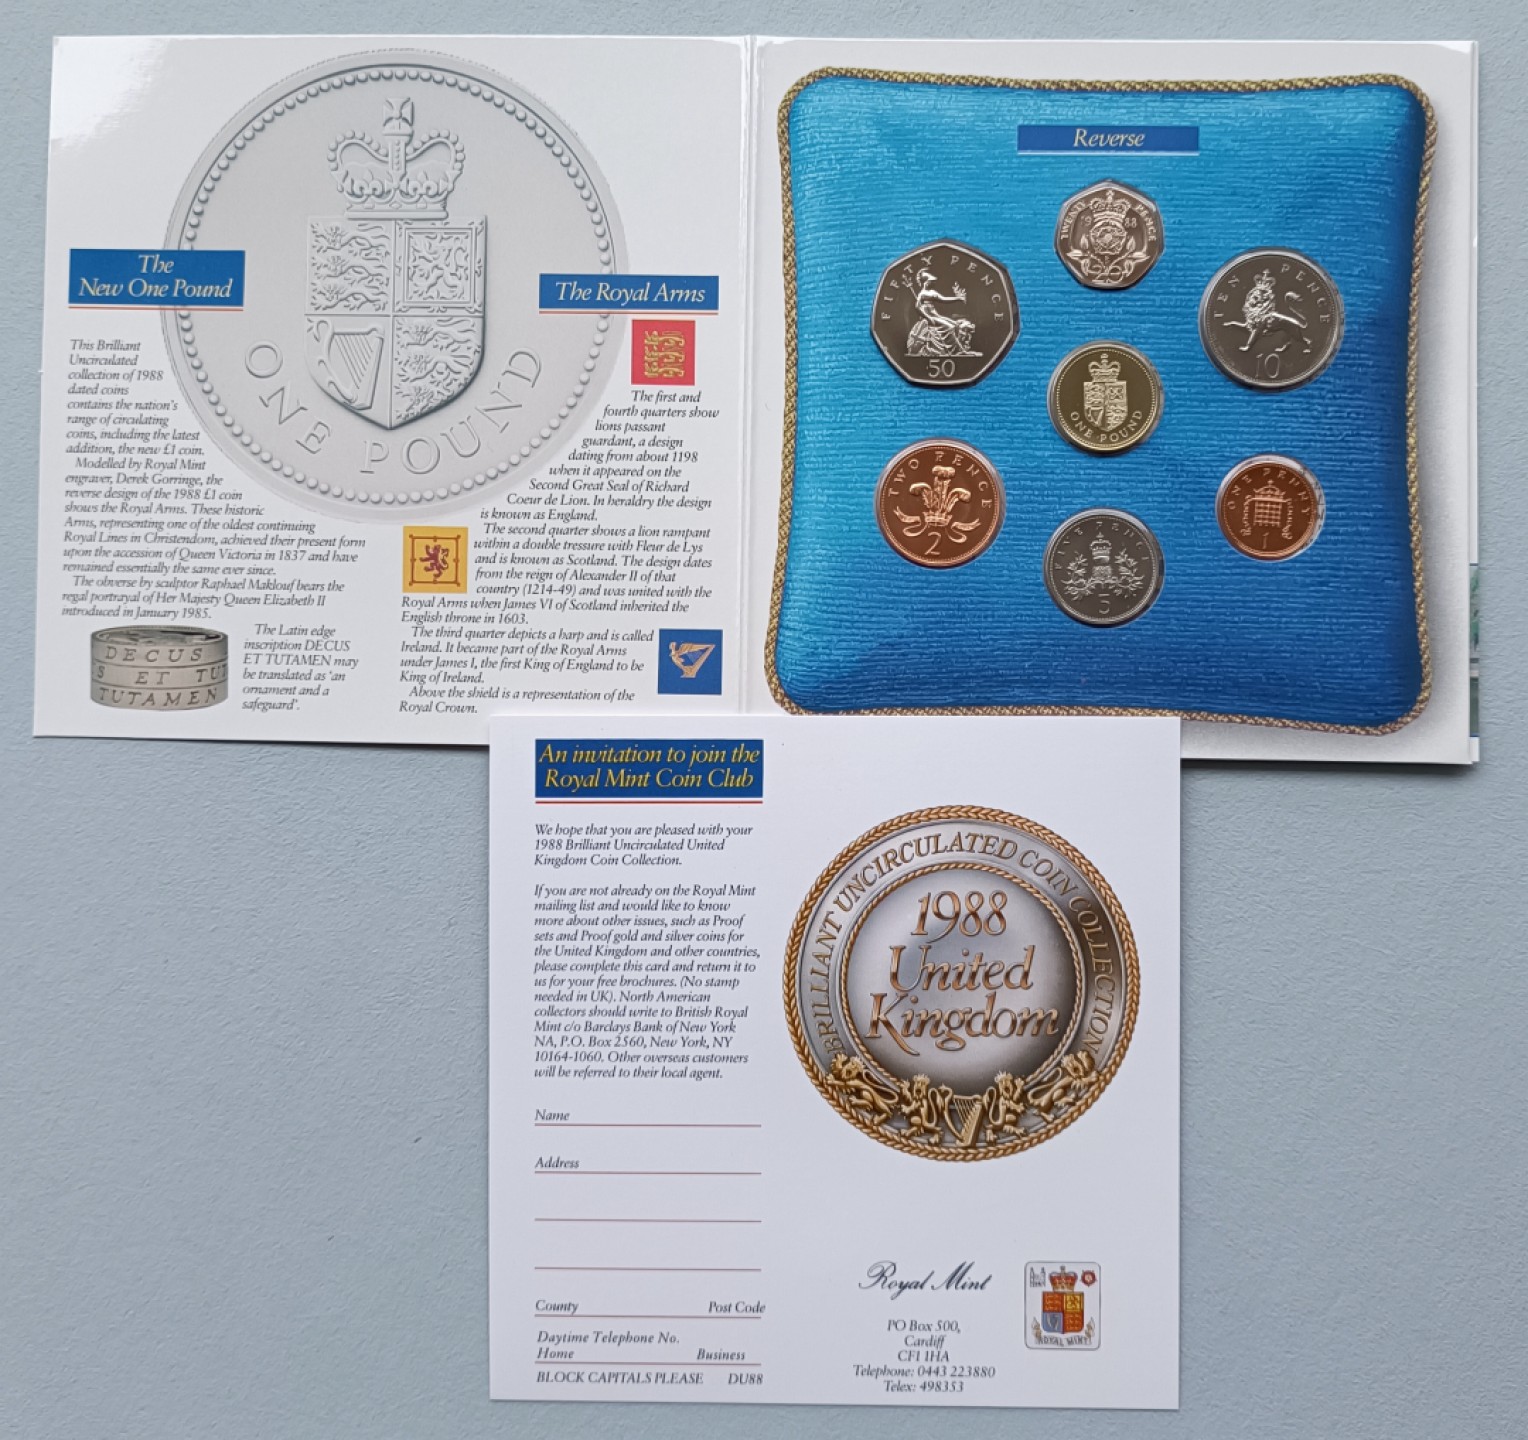 The
New One Pound
This Brilliant
Uncirculated
collection of 1988
dated coins
contains the nation's
range of circulating
coins, including the latest
addition, the new £1 coin.
Modelled by Royal Mint
engraver, Derek Gorringe, the
reverse design of the 1988 £1 coin
shows the Royal Arms. These historic
Arms, representing one of the oldest continuing
Royal Lines in Christendom, achieved their present form
upon the accession of Queen Victoria in 1837 and have
remained essentially the same ever since.
The obverse by sculptor Raphael Maklouf bears the
regal portrayal of Her Majesty Queen Elizabeth II
introduced in January 1985.
DECUS
S ET TUT
TUTAMEN
The Latin edge
inscription DECUS
ET TUTAMEN may
be translated as 'an
ornament and a
safeguard'.
ONE POUND
The Royal Arms
The first and
fourth quarters show
lions passant
guardant, a design
dating from about 1198
when it appeared on the
Second Great Seal of Richard
Coeur de Lion. In heraldry the design
is known as England.
The second quarter shows a lion rampant
within a double tressure with Fleur de Lys
and is known as Scotland. The design dates
from the reign of Alexander II of that
country (1214-49) and was united with the
Royal Arms when James VI of Scotland inherited the
English throne in 1603.
The third quarter depicts a harp and is called
Ireland. It became part of the Royal Arms
under James I, the first King of England to be
King of Ireland.
Above the shield is a representation of the
Royal Crown.
Reverse
TWENTY PENCE
1988
20
FIFTY PENCE
50
TEN PENCE
10
ONE POUND
TWO PENCE
2
FIVE PENCE
5
ONE PENNY
1
An invitation to join the
Royal Mint Coin Club
We hope that you are pleased with your
1988 Brilliant Uncirculated United
Kingdom Coin Collection.
If you are not already on the Royal Mint
mailing list and would like to know
more about other issues, such as Proof
sets and Proof gold and silver coins for
the United Kingdom and other countries,
please complete this card and return it to
us for your free brochures. (No stamp
needed in UK). North American
collectors should write to British Royal
Mint c/o Barclays Bank of New York
NA, P.O. Box 2560, New York, NY
10164-1060. Other overseas customers
will be referred to their local agent.
Name
Address
County Post Code
Daytime Telephone No.
Home Business
BLOCK CAPITALS PLEASE DU88
BRILLIANT UNCIRCULATED COIN COLLECTION
1988
United
Kingdom
Royal Mint
PO Box 500,
Cardiff
CF1 1HA
Telephone: 0443 223880
Telex: 498353
ROYAL MINT